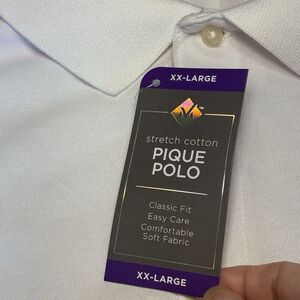 XX-LARGE
stretch cotton
PIQUE
POLO
Classic Fit
Easy Care
Comfortable
Soft Fabric
XX-LARGE